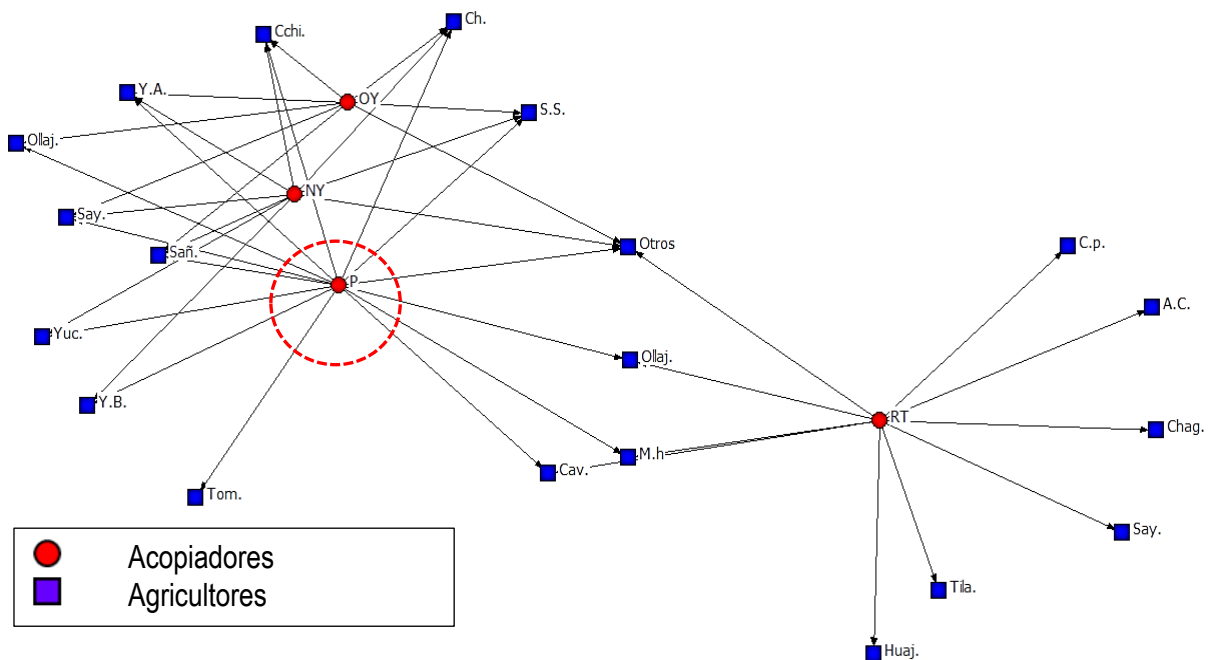 Ch.
Cchi.
Y.A.
OY
S.S.
Ollaj.
NY
Say.
Sañ.
Otros
C.p.
P
A.C.
Yuc.
Ollaj.
Y.B.
RT
Chag.
M.h
Cav.
Tom.
Say.
Tila.
Huaj.
Acopiadores
Agricultores